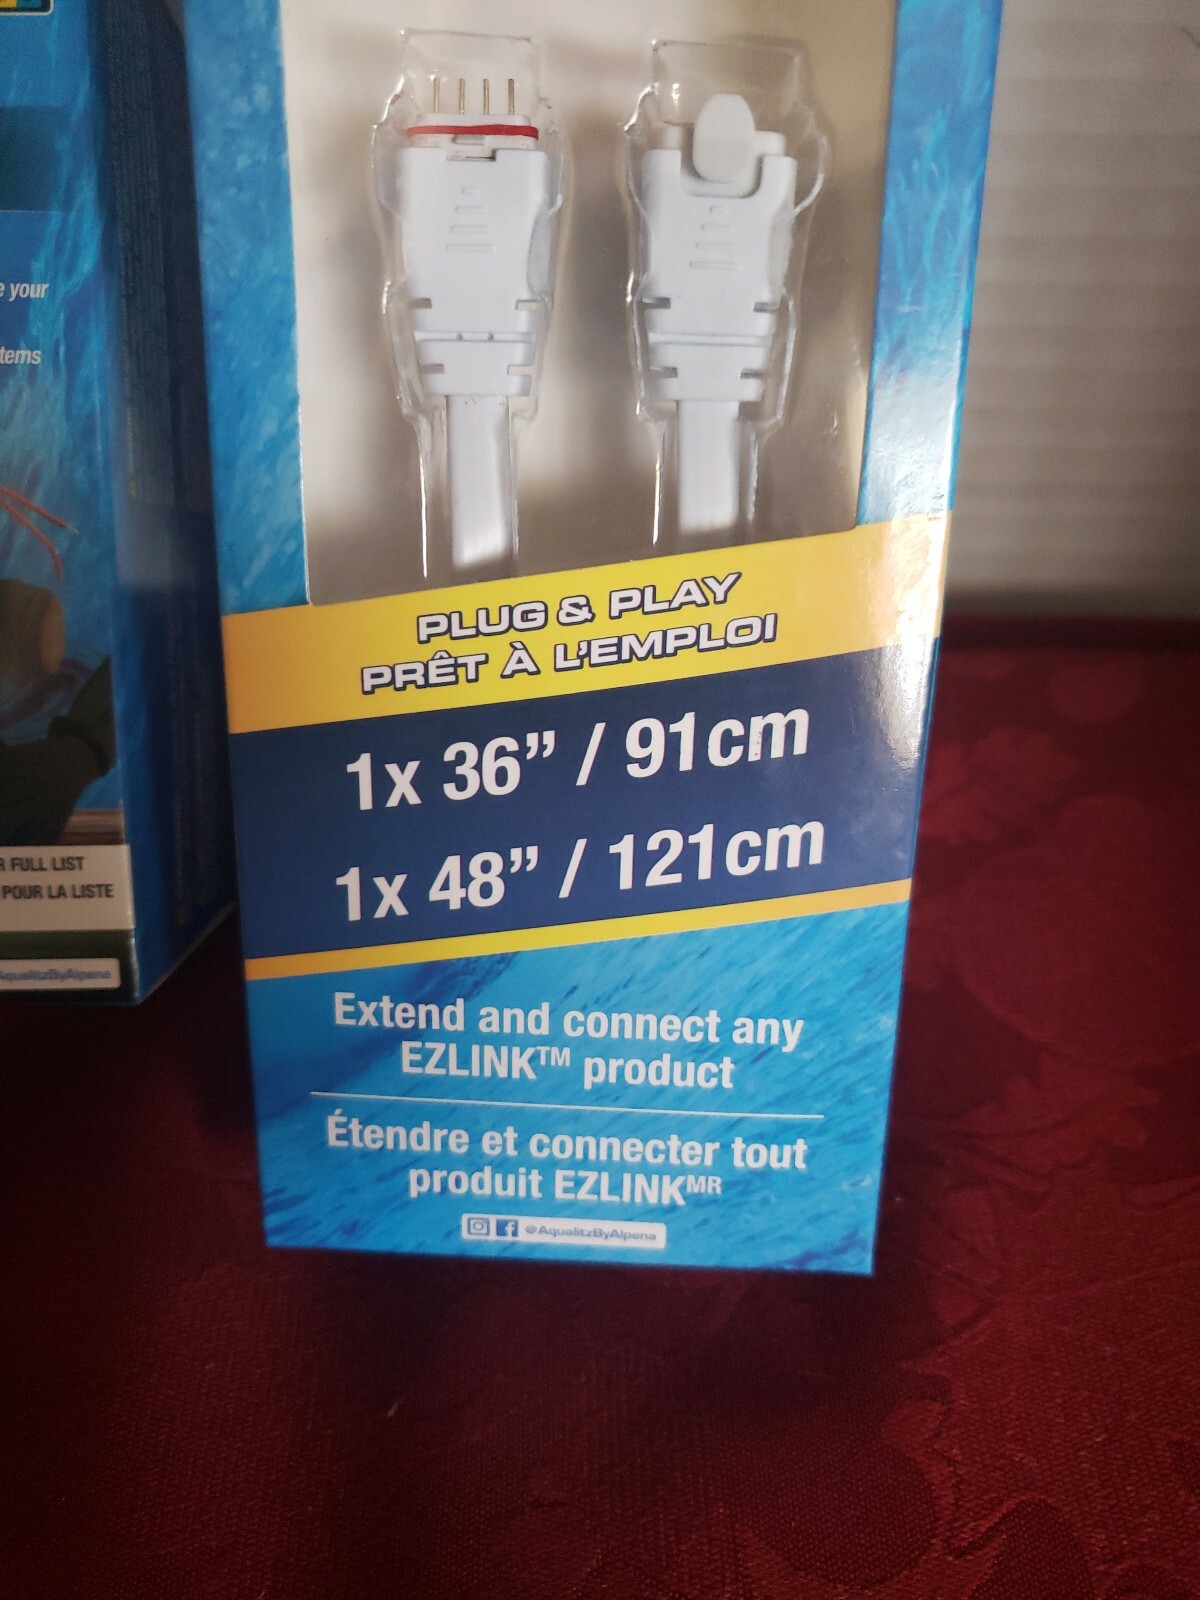 e your
tems
R FULL LIST
POUR LA LISTE
AqualitzByAlpena
PLUG & PLAY
PRÊT À L'EMPLOI
1x 36” / 91cm
1x 48” / 121cm
Extend and connect any
EZLINK™ product
Étendre et connecter tout
produit EZLINKᴹᴿ
@AqualitzByAlpena